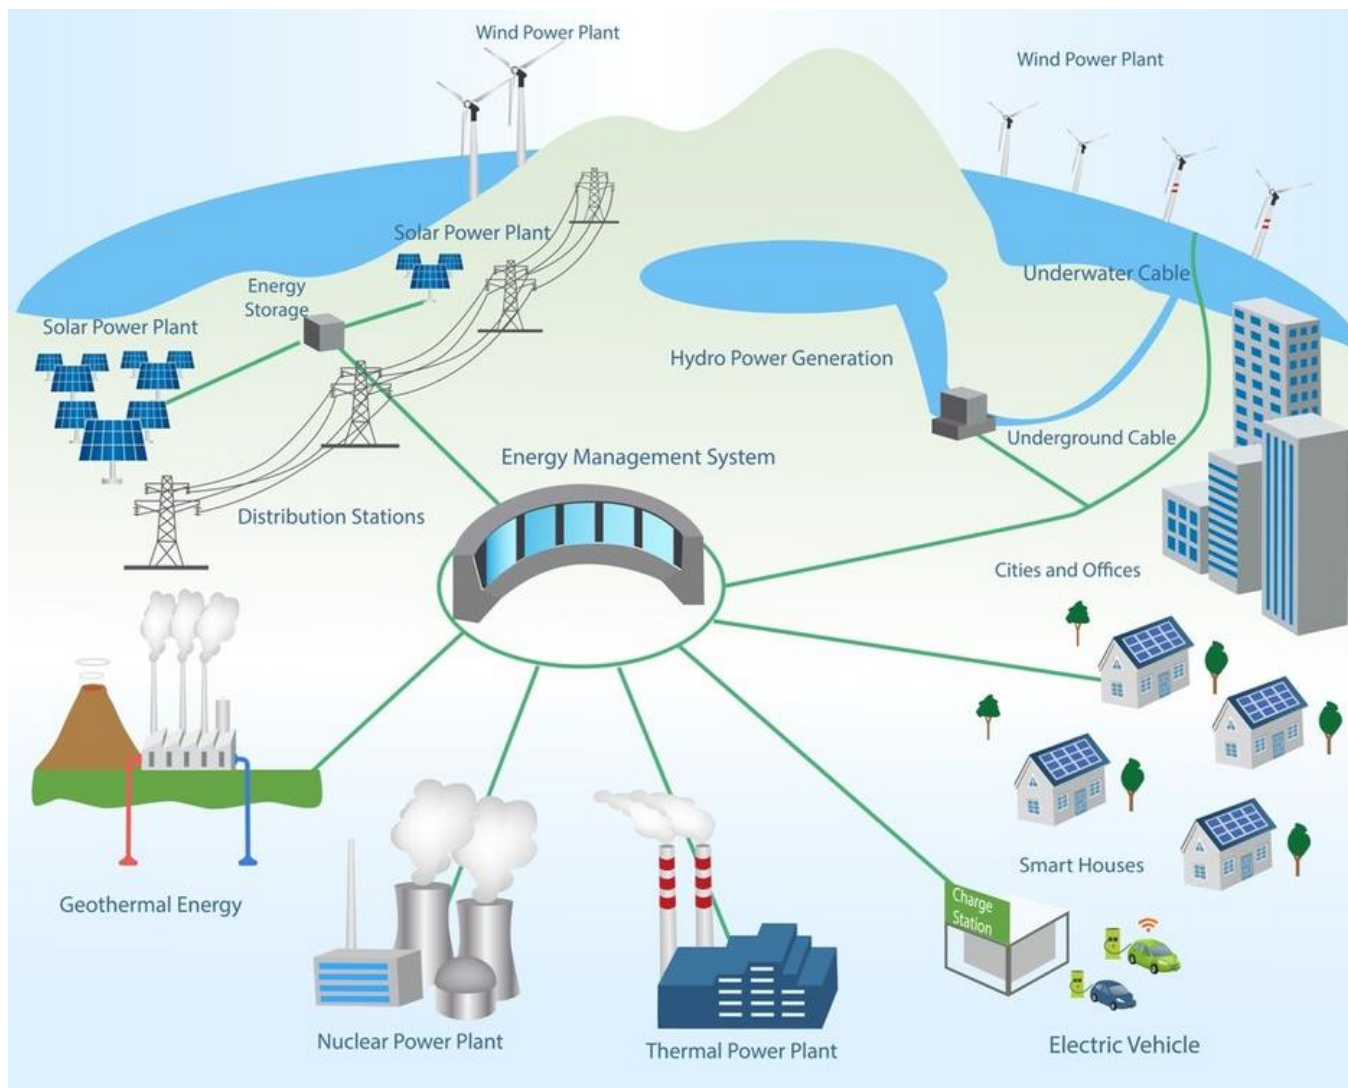 Wind Power Plant
Wind Power Plant
Solar Power Plant
Underwater Cable
Energy
Storage
Solar Power Plant
Hydro Power Generation
Underground Cable
Energy Management System
Distribution Stations
Cities and Offices
Smart Houses
Geothermal Energy
Charge
Station
Nuclear Power Plant
Thermal Power Plant
Electric Vehicle